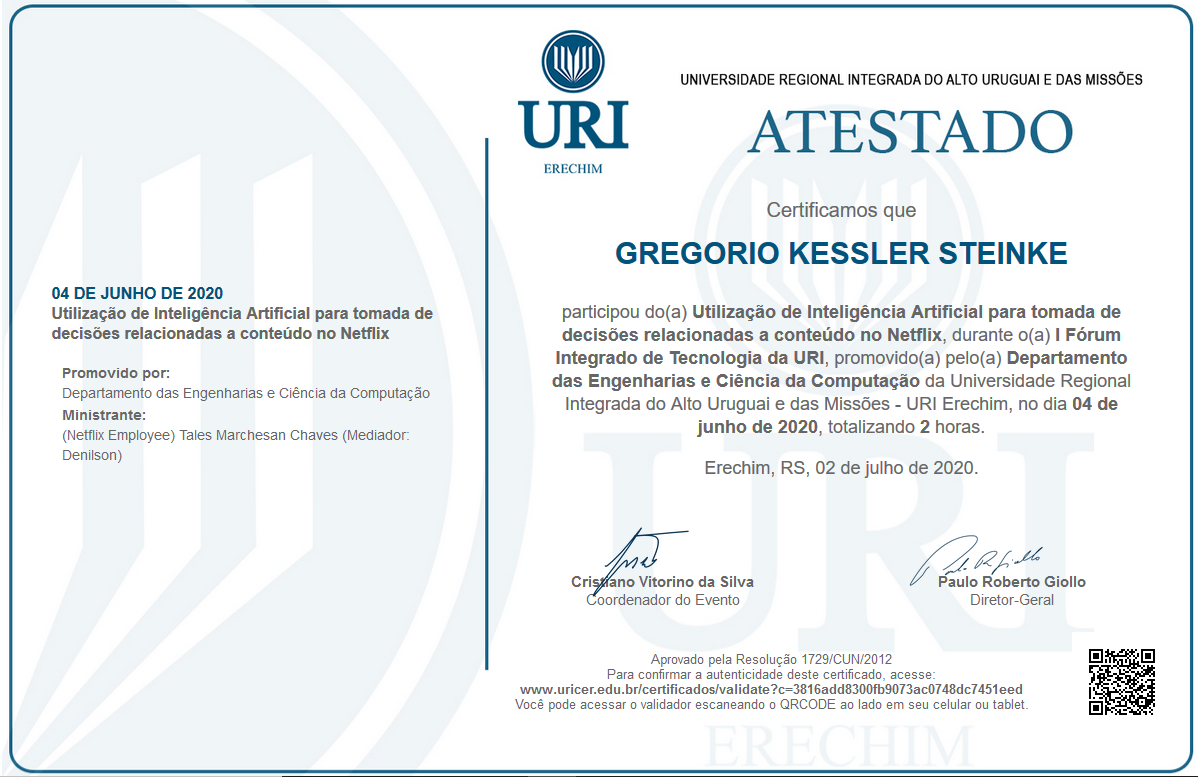 URI
ERECHIM
UNIVERSIDADE REGIONAL INTEGRADA DO ALTO URUGUAI E DAS MISSÕES
ATESTADO
Certificamos que
GREGORIO KESSLER STEINKE
participou do(a) Utilização de Inteligência Artificial para tomada de
decisões relacionadas a conteúdo no Netflix, durante o(a) I Fórum
Integrado de Tecnologia da URI, promovido(a) pelo(a) Departamento
das Engenharias e Ciência da Computação da Universidade Regional
Integrada do Alto Uruguai e das Missões - URI Erechim, no dia 04 de
junho de 2020, totalizando 2 horas.
Erechim, RS, 02 de julho de 2020.
04 DE JUNHO DE 2020
Utilização de Inteligência Artificial para tomada de
decisões relacionadas a conteúdo no Netflix
Promovido por:
Departamento das Engenharias e Ciência da Computação
Ministrante:
(Netflix Employee) Tales Marchesan Chaves (Mediador:
Denilson)
Cristiano Vitorino da Silva
Coordenador do Evento
Paulo Roberto Giollo
Diretor-Geral
Aprovado pela Resolução 1729/CUN/2012
Para confirmar a autenticidade deste certificado, acesse:
www.uricer.edu.br/certificados/validate?c=3816add8300fb9073ac0748dc7451eed
Você pode acessar o validador escaneando o QRCODE ao lado em seu celular ou tablet.
URI
ERECHIM